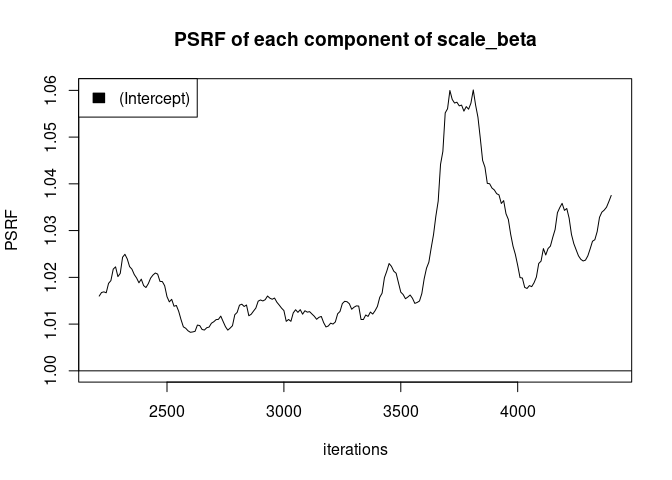 PSRF of each component of scale_beta
(Intercept)
PSRF
1.06
1.05
1.04
1.03
1.02
1.01
1.00
2500 3000 3500 4000
iterations